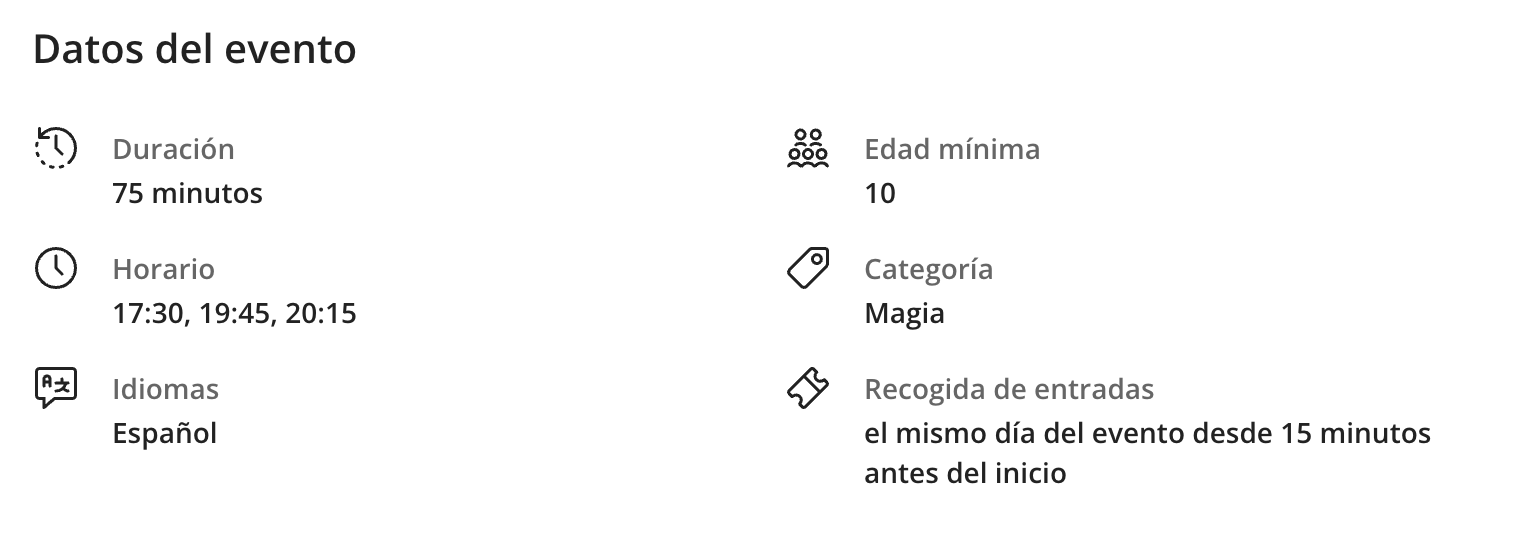 Datos del evento
Duración
75 minutos
Edad mínima
10
Horario
17:30, 19:45, 20:15
Categoría
Magia
Idiomas
Español
Recogida de entradas
el mismo día del evento desde 15 minutos
antes del inicio